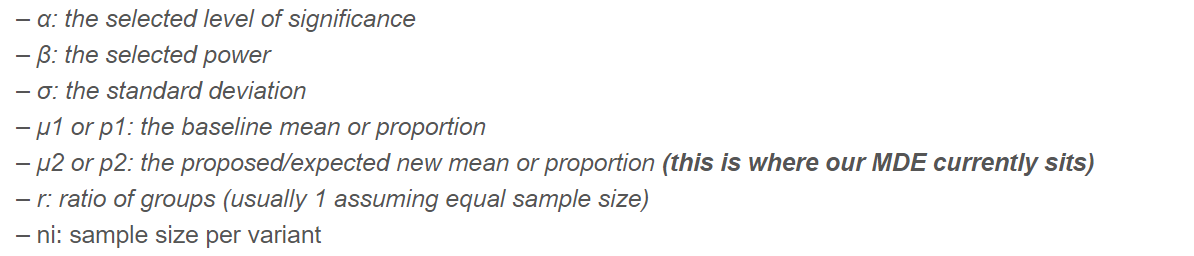 – α: the selected level of significance
– β: the selected power
– σ: the standard deviation
– μ1 or p1: the baseline mean or proportion
– μ2 or p2: the proposed/expected new mean or proportion (this is where our MDE currently sits)
– r: ratio of groups (usually 1 assuming equal sample size)
– ni: sample size per variant